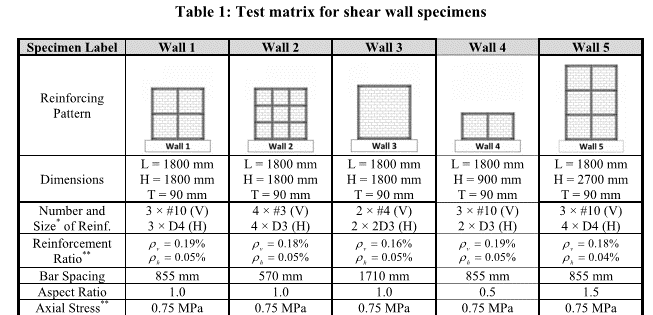 Table 1: Test matrix for shear wall specimens
Specimen Label Wall 1 Wall 2 Wall 3 Wall 4 Wall 5
Reinforcing
Pattern
Wall 1 Wall 2 Wall 3 Wall 4 Wall 5
L = 1800 mm L = 1800 mm L = 1800 mm L = 1800 mm L = 1800 mm
Dimensions H = 1800 mm H = 1800 mm H = 1800 mm H = 900 mm H = 2700 mm
T = 90 mm T = 90 mm T = 90 mm T = 90 mm T = 90 mm
Number and 3 × #10 (V) 4 × #3 (V) 2 × #4 (V) 3 × #10 (V) 3 × #10 (V)
Size* of Reinf. 3 × D4 (H) 4 × D3 (H) 2 × 2D3 (H) 2 × D3 (H) 4 × D4 (H)
Reinforcement ρv = 0.19% ρv = 0.18% ρv = 0.16% ρv = 0.19% ρv = 0.18%
Ratio** ρh = 0.05% ρh = 0.05% ρh = 0.05% ρh = 0.05% ρh = 0.04%
Bar Spacing 855 mm 570 mm 1710 mm 855 mm 855 mm
Aspect Ratio 1.0 1.0 1.0 0.5 1.5
Axial Stress** 0.75 MPa 0.75 MPa 0.75 MPa 0.75 MPa 0.75 MPa